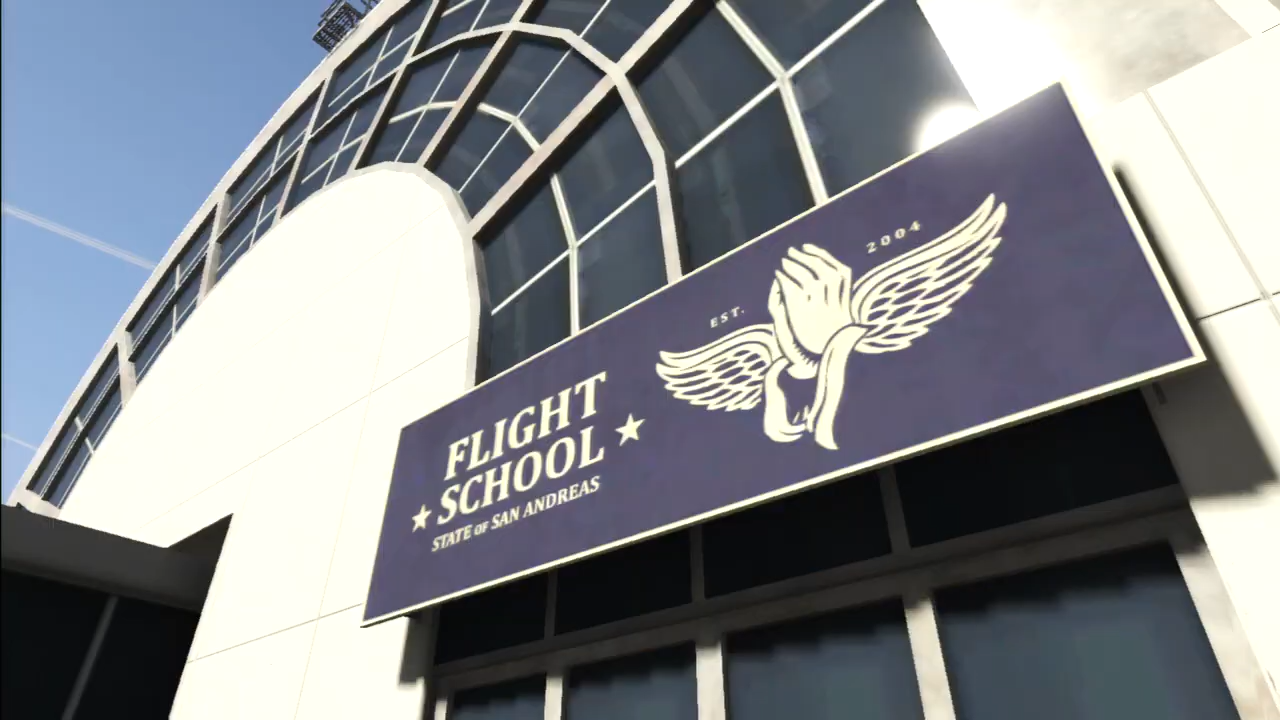 FLIGHT
SCHOOL
STATE OF SAN ANDREAS
EST.
2004